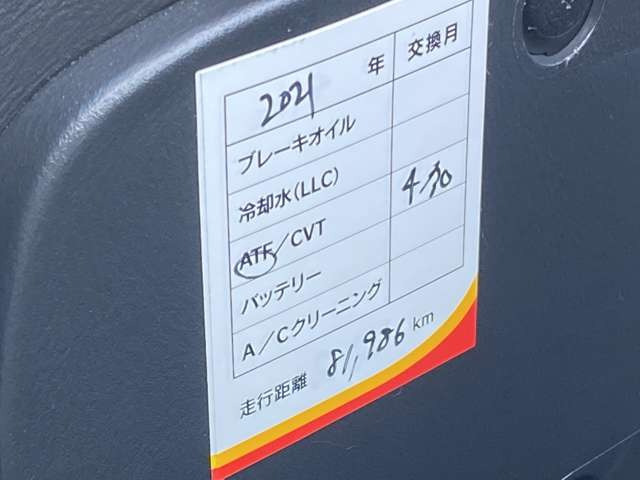 2021 年 交換月
ブレーキオイル
冷却水(LLC)
ATF/CVT 4/10
バッテリー
A/Cクリーニング
走行距離 81,986 km